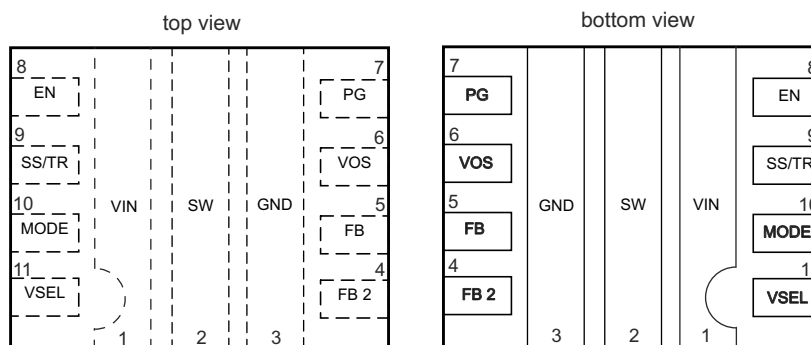 top view
8
7
EN
PG
9
6
SS/TR
VOS
10
5
VIN
SW
GND
MODE
FB
11
4
VSEL
FB 2
1
2
3
bottom view
7
8
PG
EN
6
9
VOS
SS/TR
5
10
GND
SW
VIN
FB
MODE
4
FB 2
VSEL
3
2
1